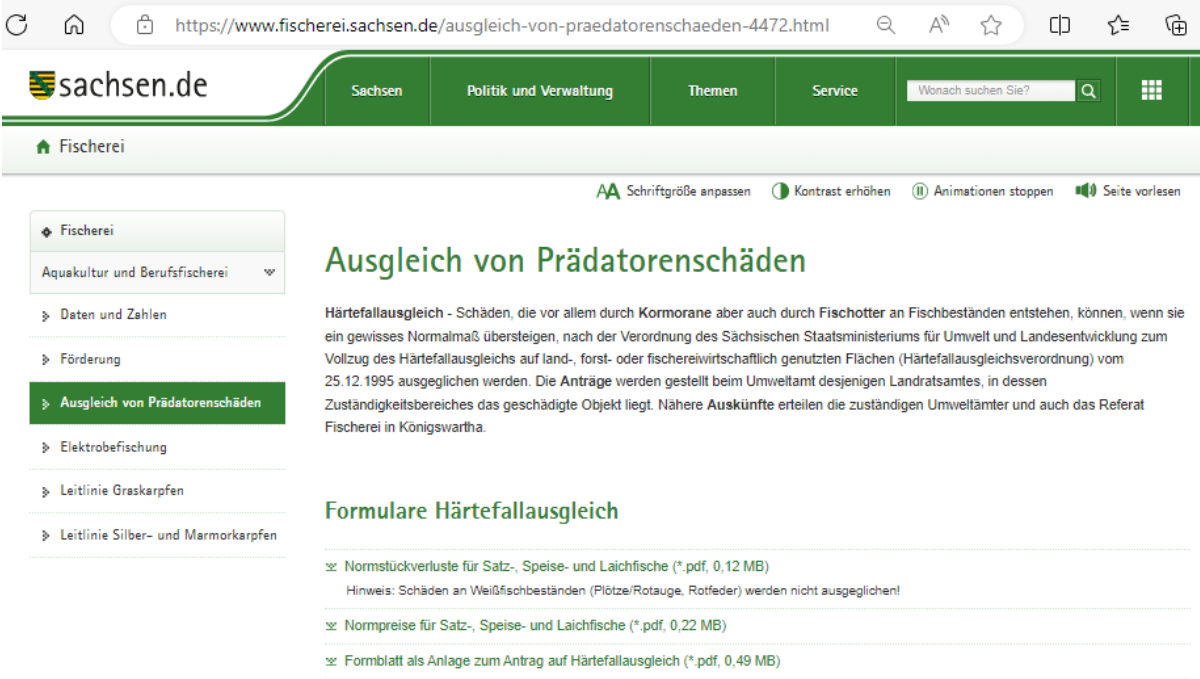 https://www.fischerei.sachsen.de/ausgleich-von-praedatorenschaeden-4472.html
sachsen.de
Sachsen
Politik und Verwaltung
Themen
Service
Wonach suchen Sie?
Fischerei
AA Schriftgröße anpassen
Kontrast erhöhen
Animationen stoppen
Seite vorlesen
Fischerei
Aquakultur und Berufsfischerei
Daten und Zahlen
Förderung
Ausgleich von Prädatorenschäden
Elektrobefischung
Leitlinie Graskarpfen
Leitlinie Silber- und Marmorkarpfen
Ausgleich von Prädatorenschäden
Härtefallausgleich - Schäden, die vor allem durch Kormorane aber auch durch Fischotter an Fischbeständen entstehen, können, wenn sie
ein gewisses Normalmaß übersteigen, nach der Verordnung des Sächsischen Staatsministeriums für Umwelt und Landesentwicklung zum
Vollzug des Härtefallausgleichs auf land-, forst- oder fischereiwirtschaftlich genutzten Flächen (Härtefallausgleichsverordnung) vom
25.12.1995 ausgeglichen werden. Die Anträge werden gestellt beim Umweltamt desjenigen Landratsamtes, in dessen
Zuständigkeitsbereiches das geschädigte Objekt liegt. Nähere Auskünfte erteilen die zuständigen Umweltämter und auch das Referat
Fischerei in Königswartha.
Formulare Härtefallausgleich
Normstückverluste für Satz-, Speise- und Laichfische (*.pdf, 0,12 MB)
Hinweis: Schäden an Weißfischbeständen (Plötze/Rotauge, Rotfeder) werden nicht ausgeglichen!
Normpreise für Satz-, Speise- und Laichfische (*.pdf, 0,22 MB)
Formblatt als Anlage zum Antrag auf Härtefallausgleich (*.pdf, 0,49 MB)